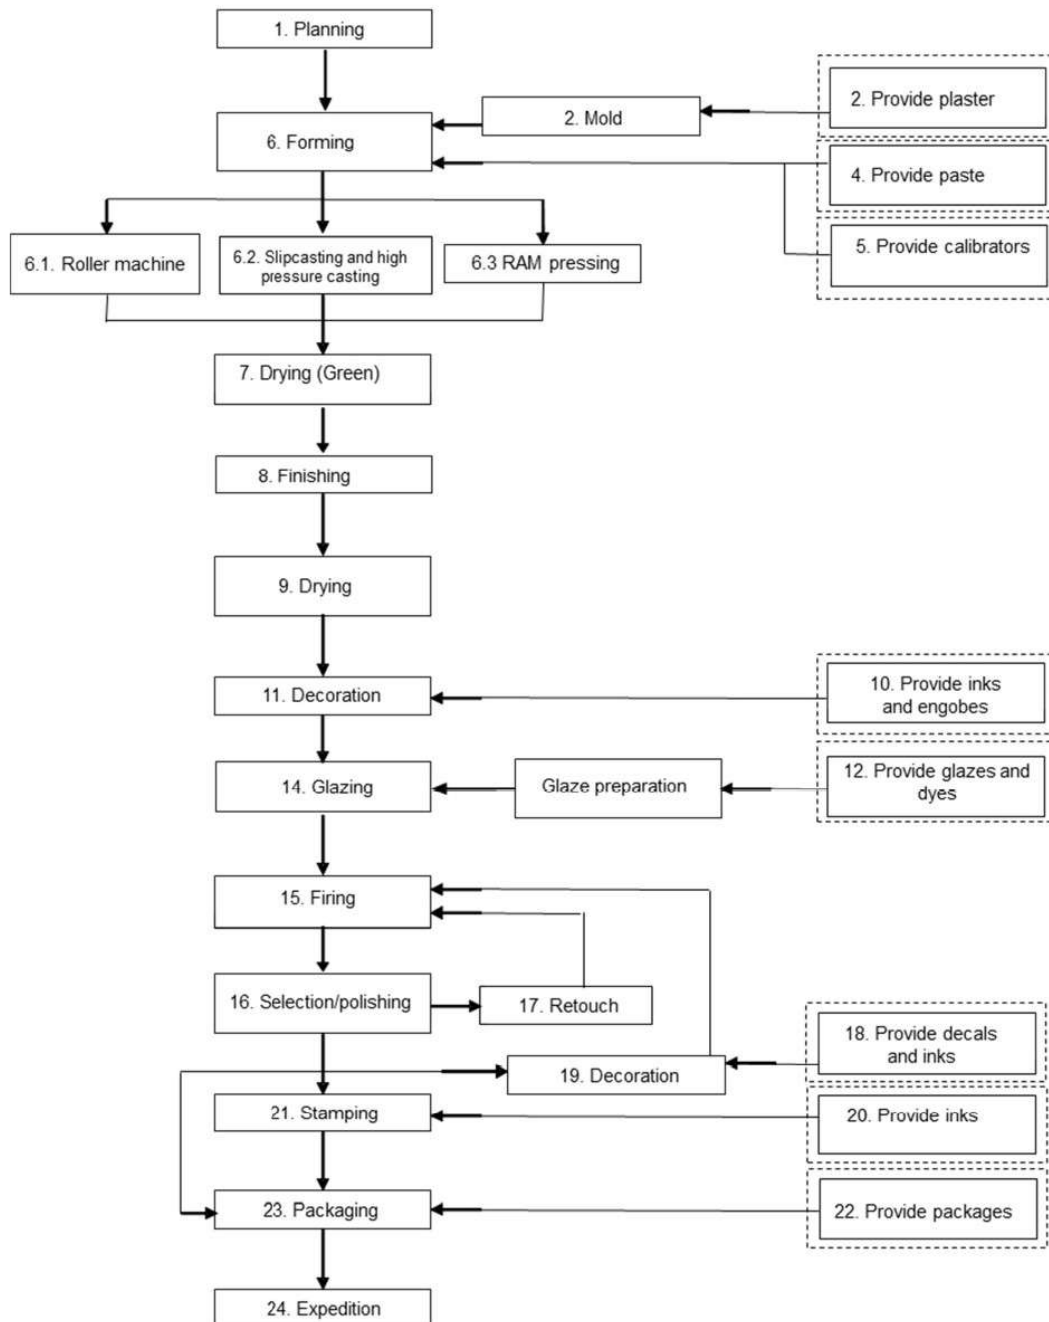 1. Planning
2. Provide plaster
2. Mold
6. Forming
4. Provide paste
5. Provide calibrators
6.1. Roller machine
6.2. Slipcasting and high
pressure casting
6.3 RAM pressing
7. Drying (Green)
8. Finishing
9. Drying
10. Provide inks
and engobes
11. Decoration
12. Provide glazes and
dyes
Glaze preparation
14. Glazing
15. Firing
16. Selection/polishing
17. Retouch
18. Provide decals
and inks
19. Decoration
20. Provide inks
21. Stamping
22. Provide packages
23. Packaging
24. Expedition